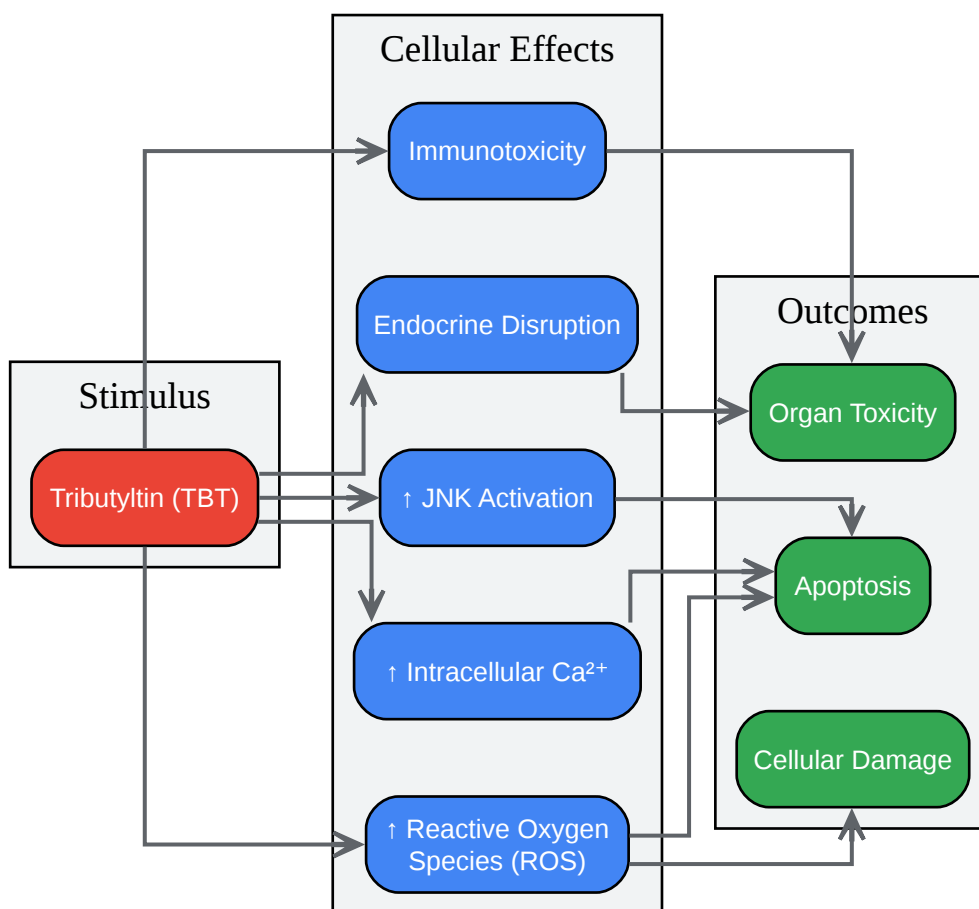 Cellular Effects
Immunotoxicity
Endocrine Disruption
Outcomes
Stimulus
Organ Toxicity
Tributyltin (TBT)
↑ JNK Activation
Apoptosis
↑ Intracellular Ca²⁺
Cellular Damage
↑ Reactive Oxygen
Species (ROS)